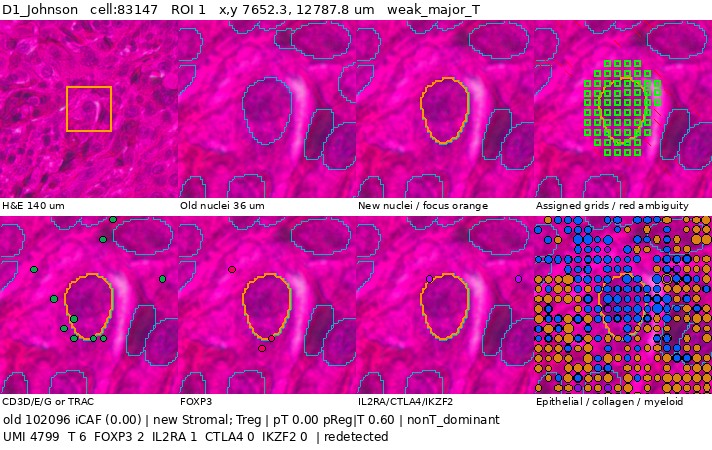 D1_Johnson cell:83147 ROI 1 x,y 7652.3, 12787.8 um weak_major_T
H&E 140 um
Old nuclei 36 um
New nuclei / focus orange
Assigned grids / red ambiguity
CD3D/E/G or TRAC
FOXP3
IL2RA/CTLA4/IKZF2
Epithelial / collagen / myeloid
old 102096 iCAF (0.00) | new Stromal; Treg | pT 0.00 pReg|T 0.60 | nonT_dominant
UMI 4799 T 6 FOXP3 2 IL2RA 1 CTLA4 0 IKZF2 0 | redetected